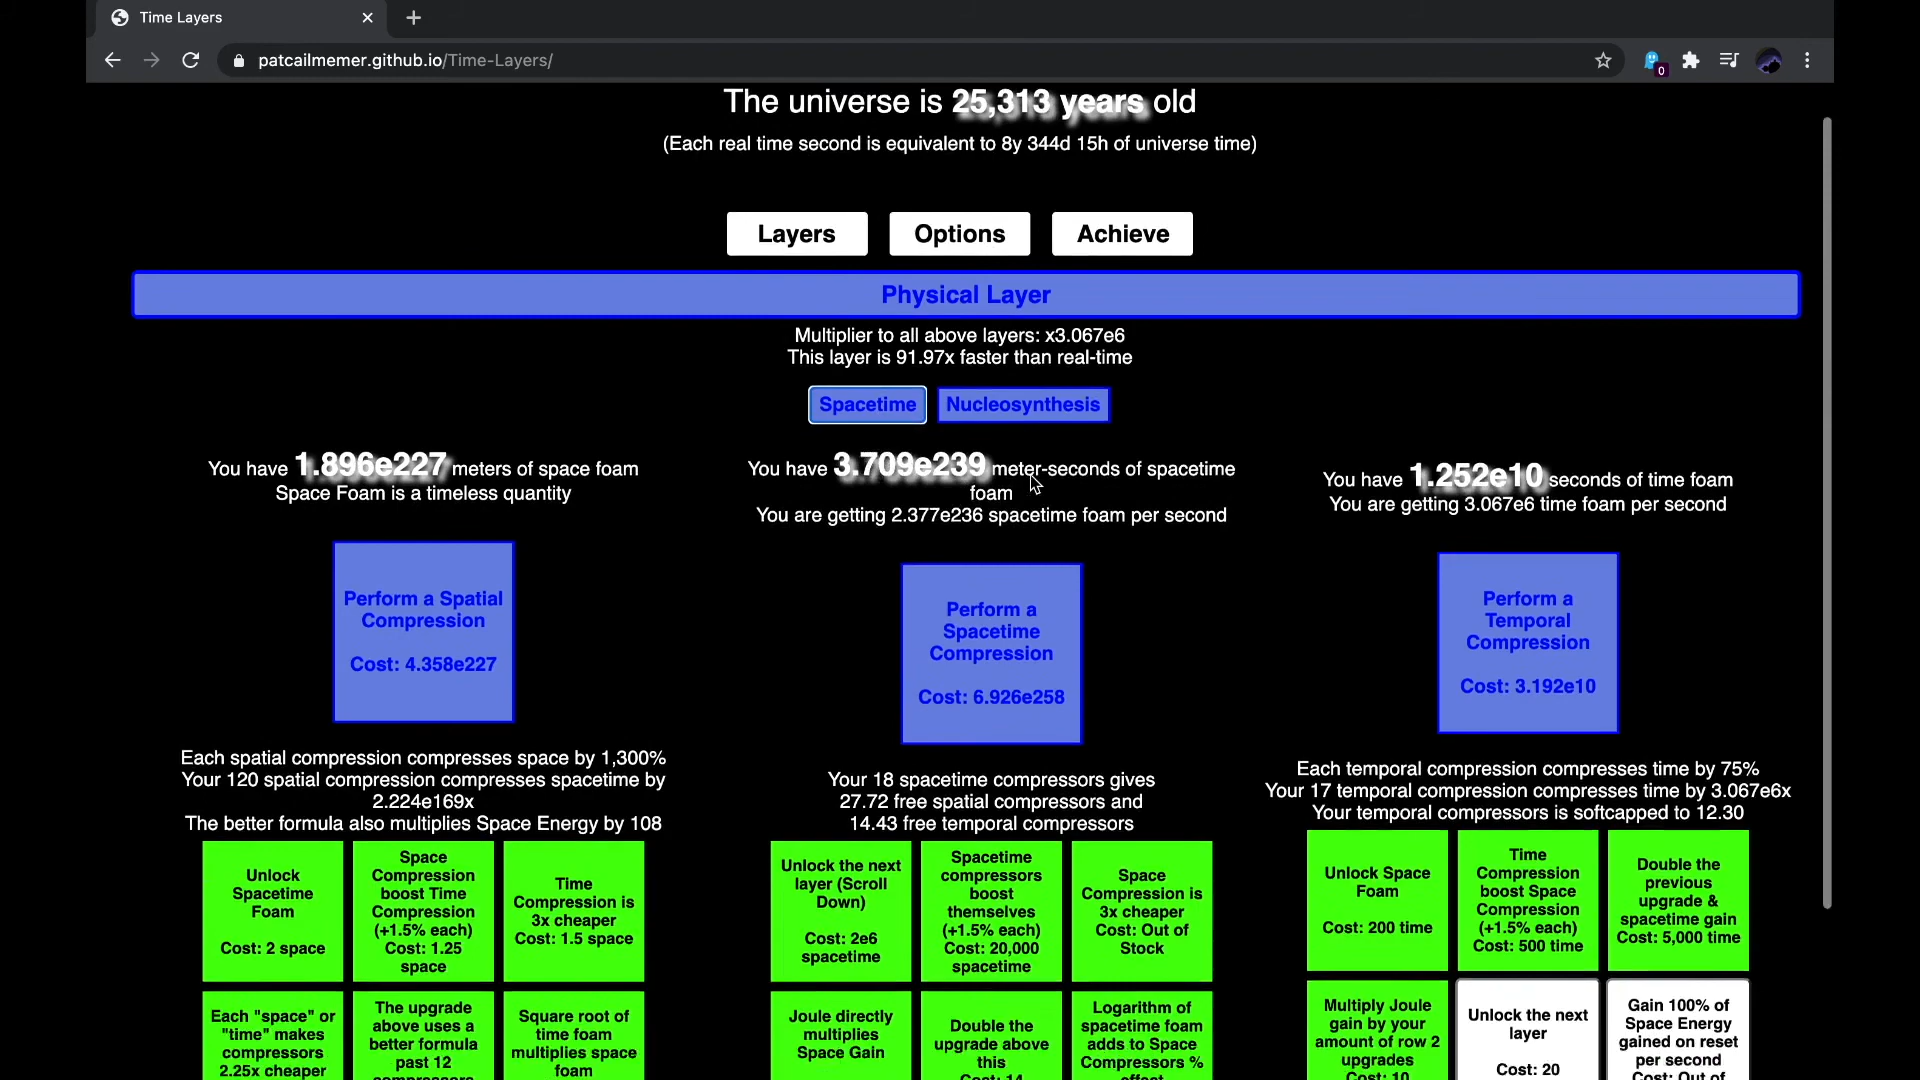 Time Layers
patcailmemer.github.io/Time-Layers/
0
The universe is 25,313 years old
(Each real time second is equivalent to 8y 344d 15h of universe time)
Layers
Options
Achieve
Physical Layer
Multiplier to all above layers: x3.067e6
This layer is 91.97x faster than real-time
Spacetime
Nucleosynthesis
You have 1.896e227 meters of space foam
Space Foam is a timeless quantity
Perform a Spatial
Compression
Cost: 4.358e227
Each spatial compression compresses space by 1,300%
Your 120 spatial compression compresses spacetime by
2.224e169x
The better formula also multiplies Space Energy by 108
Unlock
Spacetime
Foam
Cost: 2 space
Space
Compression
boost Time
Compression
(+1.5% each)
Cost: 1.25
space
Time
Compression is
3x cheaper
Cost: 1.5 space
Each "space" or
"time" makes
compressors
2.25x cheaper
The upgrade
above uses a
better formula
past 12
compressors
Square root of
time foam
multiplies space
foam
You have 3.709e239 meter-seconds of spacetime
foam
You are getting 2.377e236 spacetime foam per second
Perform a
Spacetime
Compression
Cost: 6.926e258
Your 18 spacetime compressors gives
27.72 free spatial compressors and
14.43 free temporal compressors
Unlock the next
layer (Scroll
Down)
Cost: 2e6
spacetime
Spacetime
compressors
boost
themselves
(+1.5% each)
Cost: 20,000
spacetime
Space
Compression is
3x cheaper
Cost: Out of
Stock
Joule directly
multiplies
Space Gain
Double the
upgrade above
this
Cost: 14
Logarithm of
spacetime foam
adds to Space
Compressors %
effect
You have 1.252e10 seconds of time foam
You are getting 3.067e6 time foam per second
Perform a
Temporal
Compression
Cost: 3.192e10
Each temporal compression compresses time by 75%
Your 17 temporal compression compresses time by 3.067e6x
Your temporal compressors is softcapped to 12.30
Unlock Space
Foam
Cost: 200 time
Time
Compression
boost Space
Compression
(+1.5% each)
Cost: 500 time
Double the
previous
upgrade &
spacetime gain
Cost: 5,000 time
Multiply Joule
gain by your
amount of row 2
upgrades
Cost: 10
Unlock the next
layer
Cost: 20
Gain 100% of
Space Energy
gained on reset
per second
Cost: Out of